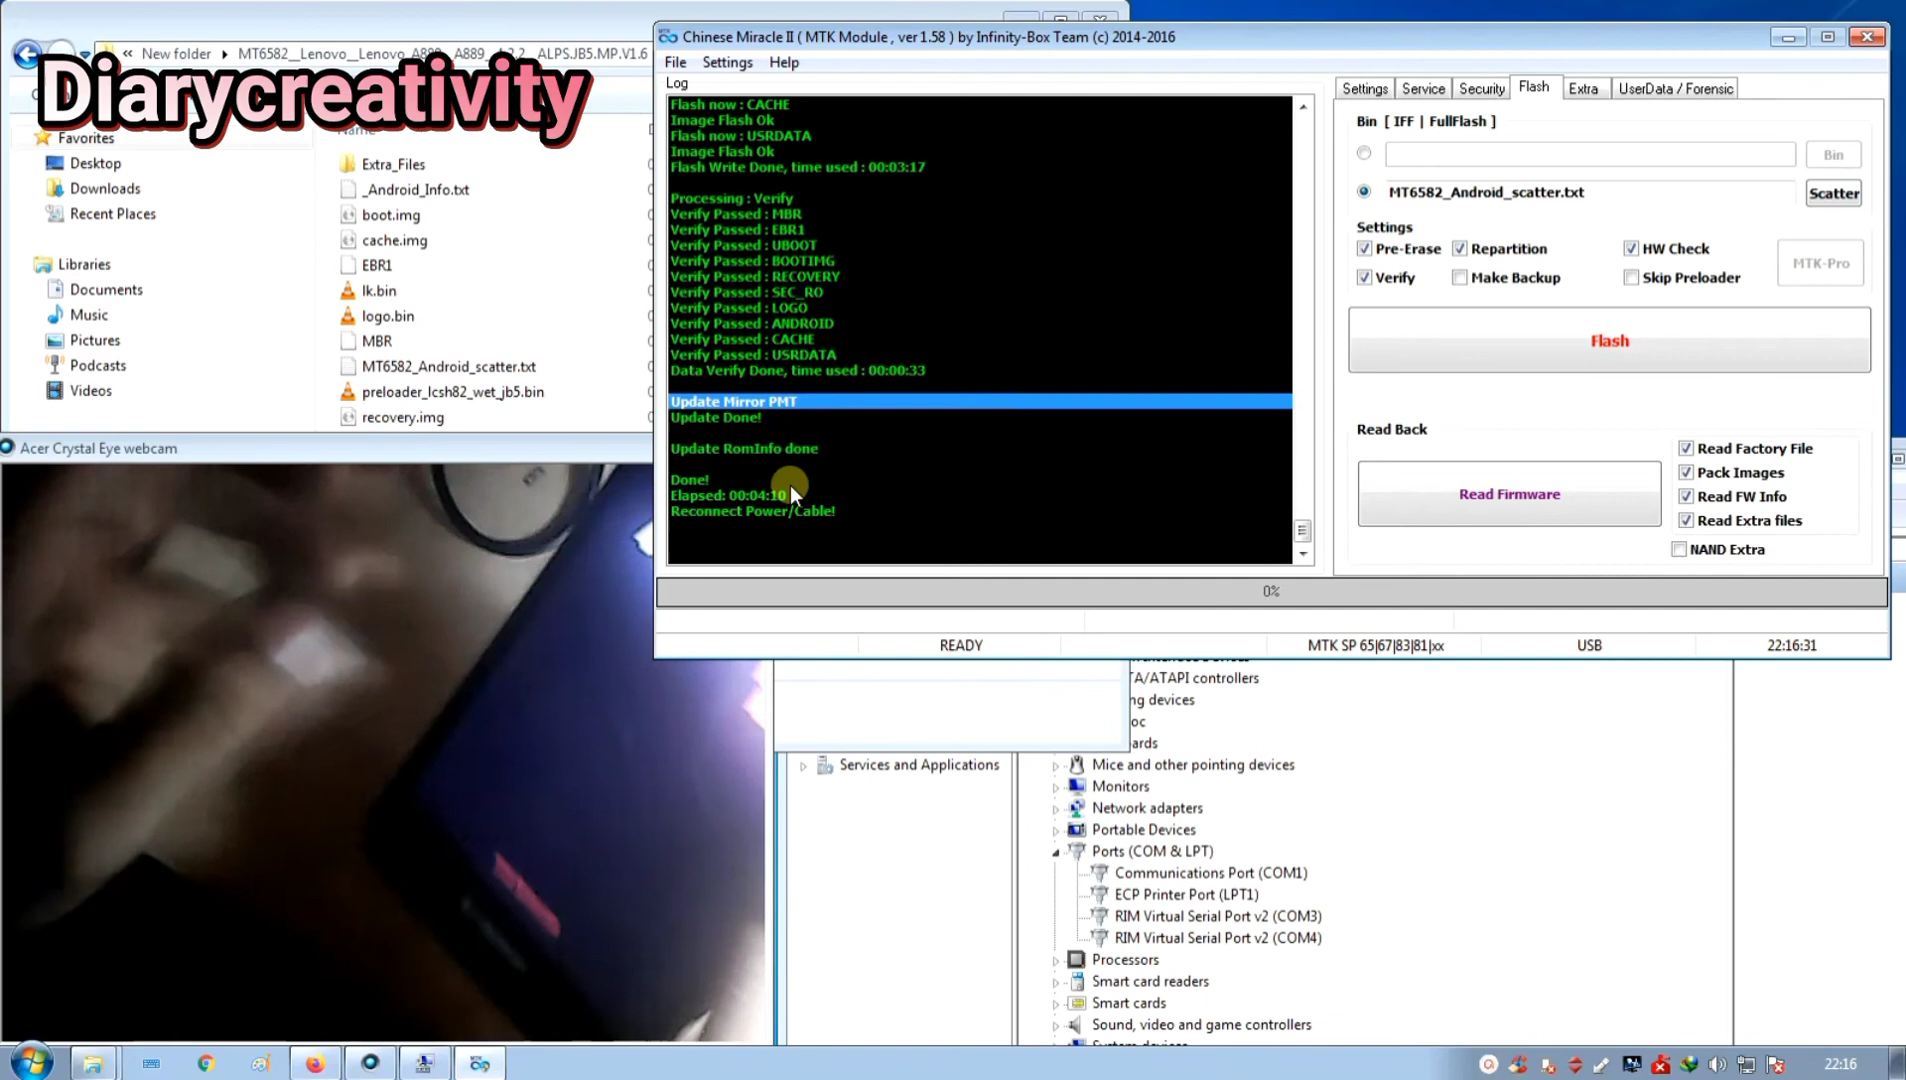 Diarycreativity
« New folder ▸ MT6582__Lenovo__Lenovo_A889__A889__4.2.2__ALPS.JB5.MP.V1.6
Favorites
Desktop
Downloads
Recent Places
Libraries
Documents
Music
Pictures
Podcasts
Videos
Name
Extra_Files
_Android_Info.txt
boot.img
cache.img
EBR1
lk.bin
logo.bin
MBR
MT6582_Android_scatter.txt
preloader_lcsh82_wet_jb5.bin
recovery.img
Acer Crystal Eye webcam
Chinese Miracle II ( MTK Module , ver 1.58 ) by Infinity-Box Team (c) 2014-2016
File Settings Help
Log
Flash now : CACHE
Image Flash Ok
Flash now : USRDATA
Image Flash Ok
Flash Write Done, time used : 00:03:17
Processing : Verify
Verify Passed : MBR
Verify Passed : EBR1
Verify Passed : UBOOT
Verify Passed : BOOTIMG
Verify Passed : RECOVERY
Verify Passed : SEC_RO
Verify Passed : LOGO
Verify Passed : ANDROID
Verify Passed : CACHE
Verify Passed : USRDATA
Data Verify Done, time used : 00:00:33
Update Mirror PMT
Update Done!
Update RomInfo done
Done!
Elapsed: 00:04:10
Reconnect Power/Cable!
Settings Service Security Flash Extra UserData / Forensic
Bin [ IFF | FullFlash ]
Bin
MT6582_Android_scatter.txt
Scatter
Settings
Pre-Erase Repartition HW Check
Verify Make Backup Skip Preloader
MTK-Pro
Flash
Read Back
Read Firmware
Read Factory File
Pack Images
Read FW Info
Read Extra files
NAND Extra
0%
READY MTK SP 65|67|83|81|xx USB 22:16:31
Services and Applications
TA/ATAPI controllers
ng devices
oc
ards
Mice and other pointing devices
Monitors
Network adapters
Portable Devices
Ports (COM & LPT)
Communications Port (COM1)
ECP Printer Port (LPT1)
RIM Virtual Serial Port v2 (COM3)
RIM Virtual Serial Port v2 (COM4)
Processors
Smart card readers
Smart cards
Sound, video and game controllers
22:16